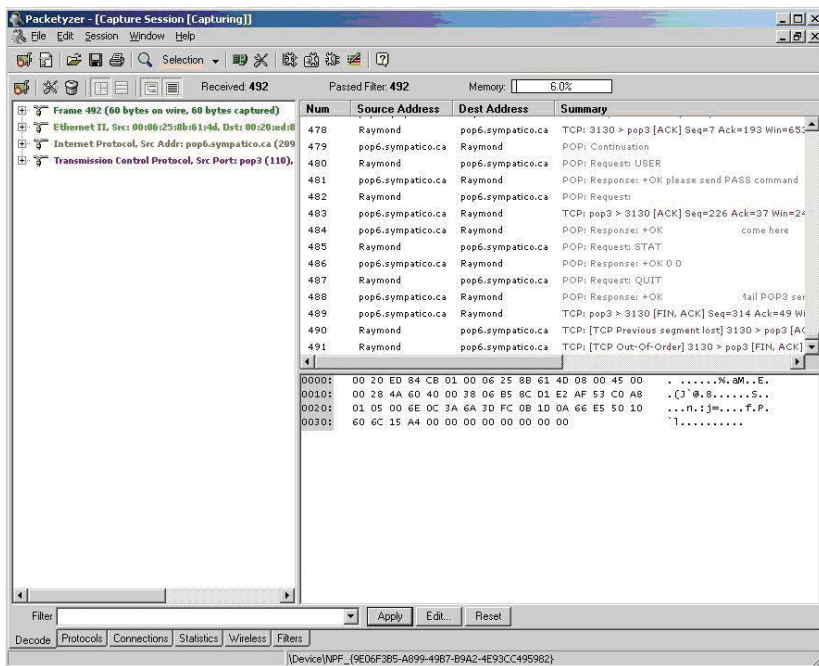 Packetyzer - [Capture Session [Capturing]]
File Edit Session Window Help
Selection
Received: 492 Passed Filter: 492 Memory: 6.0%
Frame 492 (60 bytes on wire, 60 bytes captured)
Ethernet II, Src: 00:06:25:8b:61:4d, Dst: 00:20:ed:8
Internet Protocol, Src Addr: pop6.sympatico.ca (209
Transmission Control Protocol, Src Port: pop3 (110),
Num Source Address Dest Address Summary
478 Raymond pop6.sympatico.ca TCP: 3130 > pop3 [ACK] Seq=7 Ack=193 Win=653
479 pop6.sympatico.ca Raymond POP: Continuation
480 Raymond pop6.sympatico.ca POP: Request: USER
481 pop6.sympatico.ca Raymond POP: Response: +OK please send PASS command
482 Raymond pop6.sympatico.ca POP: Request:
483 pop6.sympatico.ca Raymond TCP: pop3 > 3130 [ACK] Seq=226 Ack=37 Win=24
484 pop6.sympatico.ca Raymond POP: Response: +OK come here
485 Raymond pop6.sympatico.ca POP: Request: STAT
486 pop6.sympatico.ca Raymond POP: Response: +OK 0 0
487 Raymond pop6.sympatico.ca POP: Request: QUIT
488 pop6.sympatico.ca Raymond POP: Response: +OK Mail POP3 ser
489 pop6.sympatico.ca Raymond TCP: pop3 > 3130 [FIN, ACK] Seq=314 Ack=49 Wi
490 Raymond pop6.sympatico.ca TCP: [TCP Previous segment lost] 3130 > pop3 [AC
491 Raymond pop6.sympatico.ca TCP: [TCP Out-Of-Order] 3130 > pop3 [FIN, ACK]
0000: 00 20 ED 84 CB 01 00 06 25 8B 61 4D 08 00 45 00 . ......%.aM..E.
0010: 00 28 4A 60 40 00 38 06 B5 8C D1 E2 AF 53 C0 A8 .(J`@.8......S..
0020: 01 05 00 6E 0C 3A 6A 3D FC 0B 1D 0A 66 E5 50 10 ...n.:j=....f.P.
0030: 60 6C 15 A4 00 00 00 00 00 00 00 00 `l..........
Filter Apply Edit... Reset
Decode Protocols Connections Statistics Wireless Filters
\Device\NPF_{9E06F3B5-A899-49B7-B9A2-4E93CC495982}